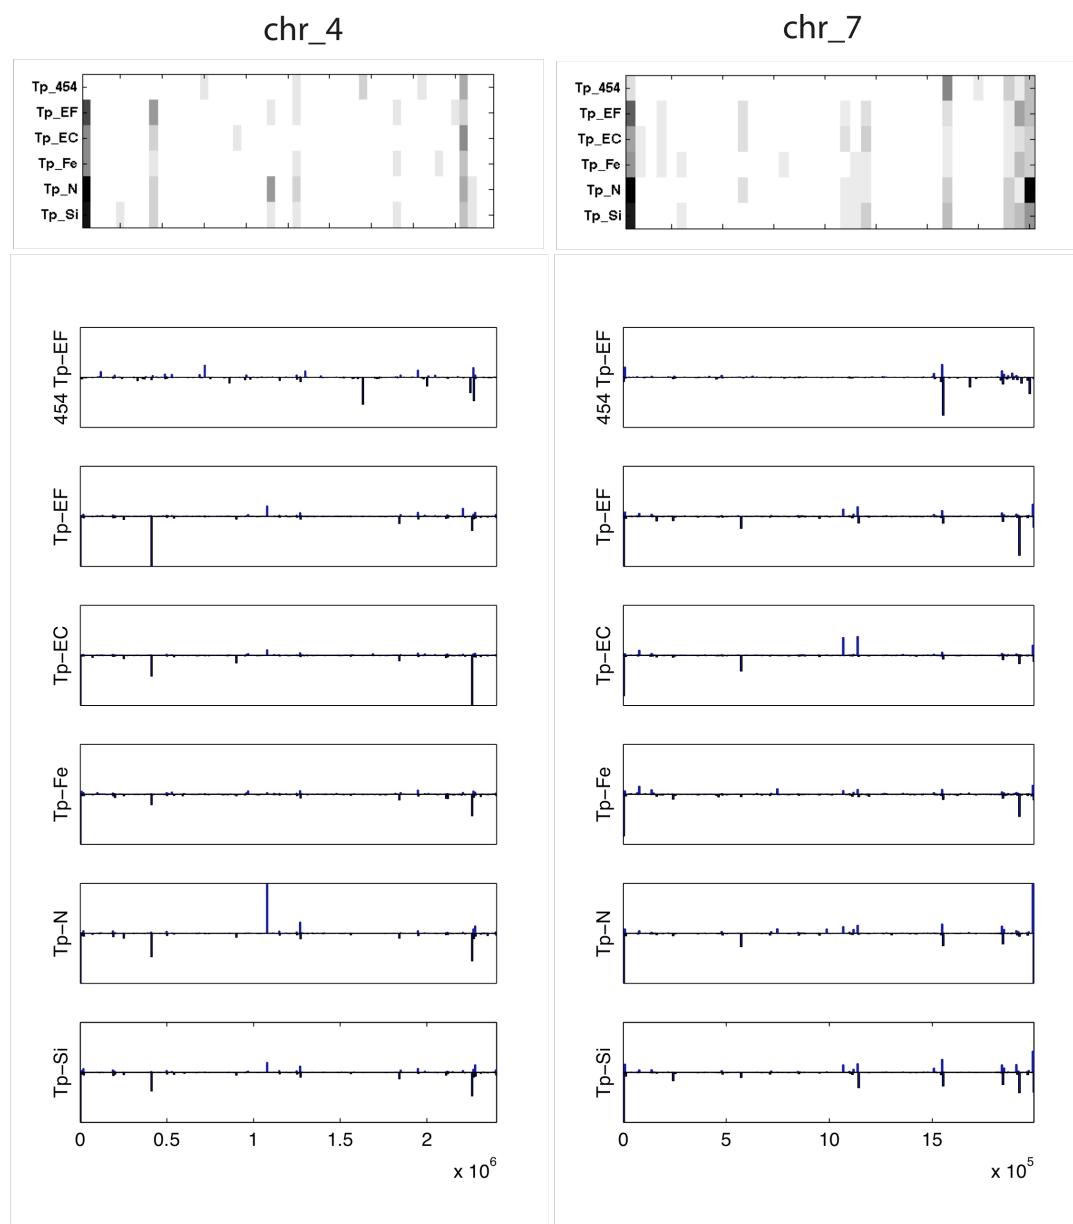 chr_4
chr_7
Tp_454
Tp_EF
Tp_EC
Tp_Fe
Tp_N
Tp_Si
Tp_454
Tp_EF
Tp_EC
Tp_Fe
Tp_N
Tp_Si
454 Tp−EF
454 Tp−EF
Tp−EF
Tp−EF
Tp−EC
Tp−EC
Tp−Fe
Tp−Fe
Tp−N
Tp−N
Tp−Si
Tp−Si
0 0.5 1 1.5 2
x 10^6
0 5 10 15
x 10^5